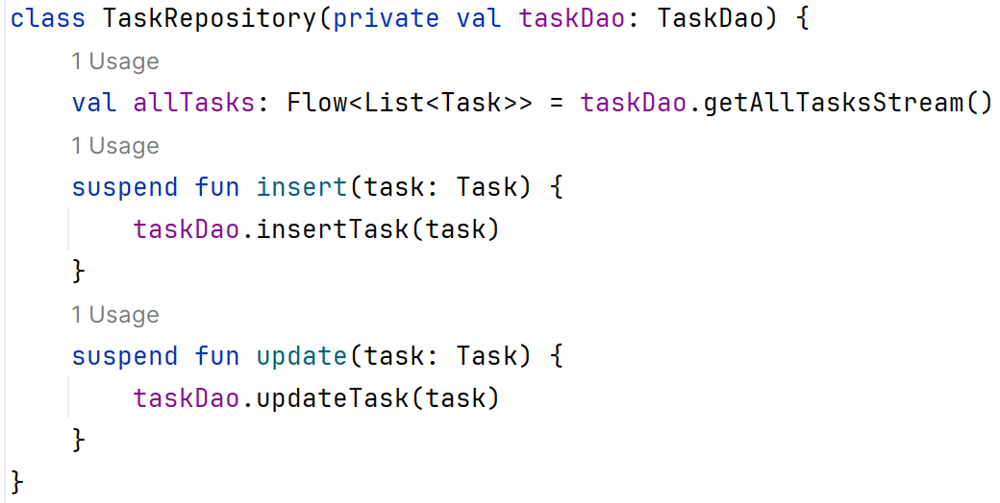 class TaskRepository(private val taskDao: TaskDao) {
1 Usage
val allTasks: Flow<List<Task>> = taskDao.getAllTasksStream()
1 Usage
suspend fun insert(task: Task) {
taskDao.insertTask(task)
}
1 Usage
suspend fun update(task: Task) {
taskDao.updateTask(task)
}
}